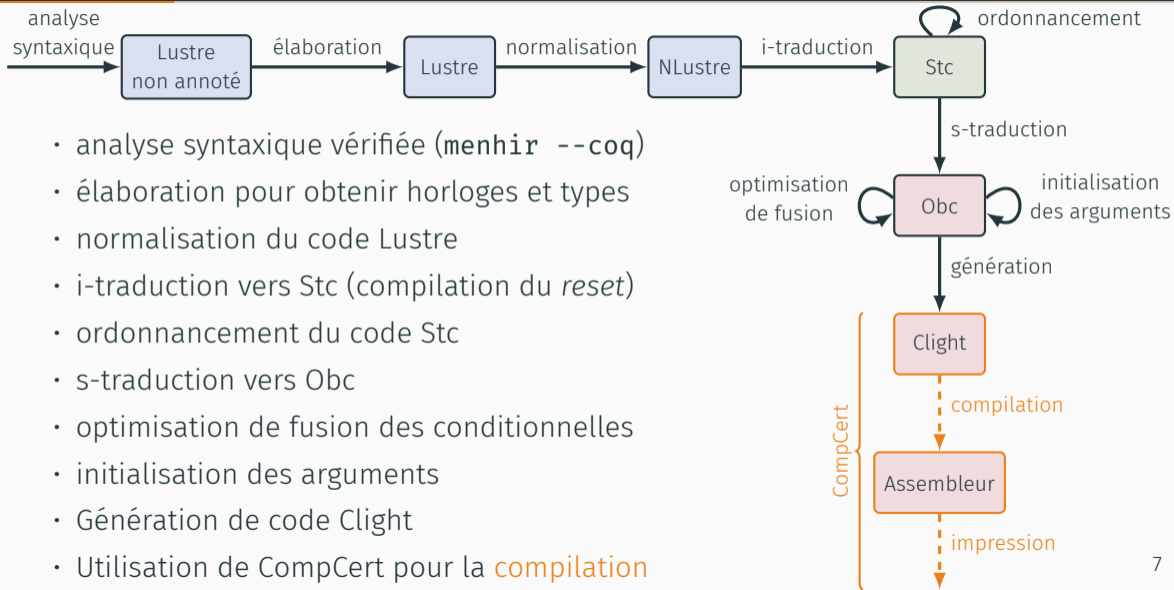 analyse
syntaxique
Lustre
non annoté
élaboration
Lustre
normalisation
NLustre
i-traduction
Stc
ordonnancement
s-traduction
optimisation
de fusion
Obc
initialisation
des arguments
génération
Clight
compilation
CompCert
Assembleur
impression
· analyse syntaxique vérifiée (menhir --coq)
· élaboration pour obtenir horloges et types
· normalisation du code Lustre
· i-traduction vers Stc (compilation du reset)
· ordonnancement du code Stc
· s-traduction vers Obc
· optimisation de fusion des conditionnelles
· initialisation des arguments
· Génération de code Clight
· Utilisation de CompCert pour la compilation
7